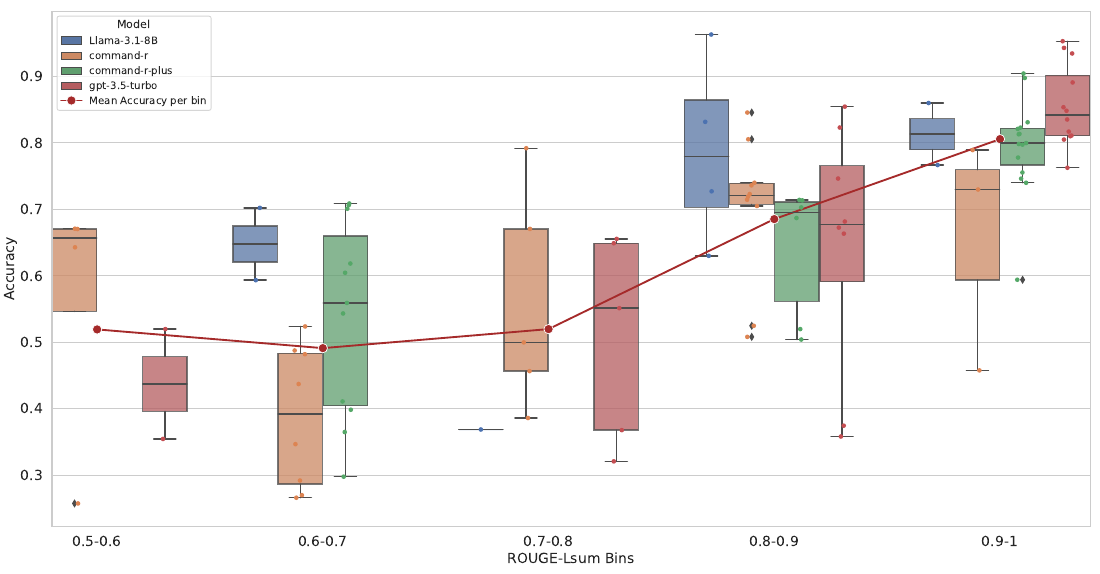 Model
Llama-3.1-8B
command-r
command-r-plus
gpt-3.5-turbo
Mean Accuracy per bin
Accuracy
0.9
0.8
0.7
0.6
0.5
0.4
0.3
0.5-0.6 0.6-0.7 0.7-0.8 0.8-0.9 0.9-1
ROUGE-Lsum Bins